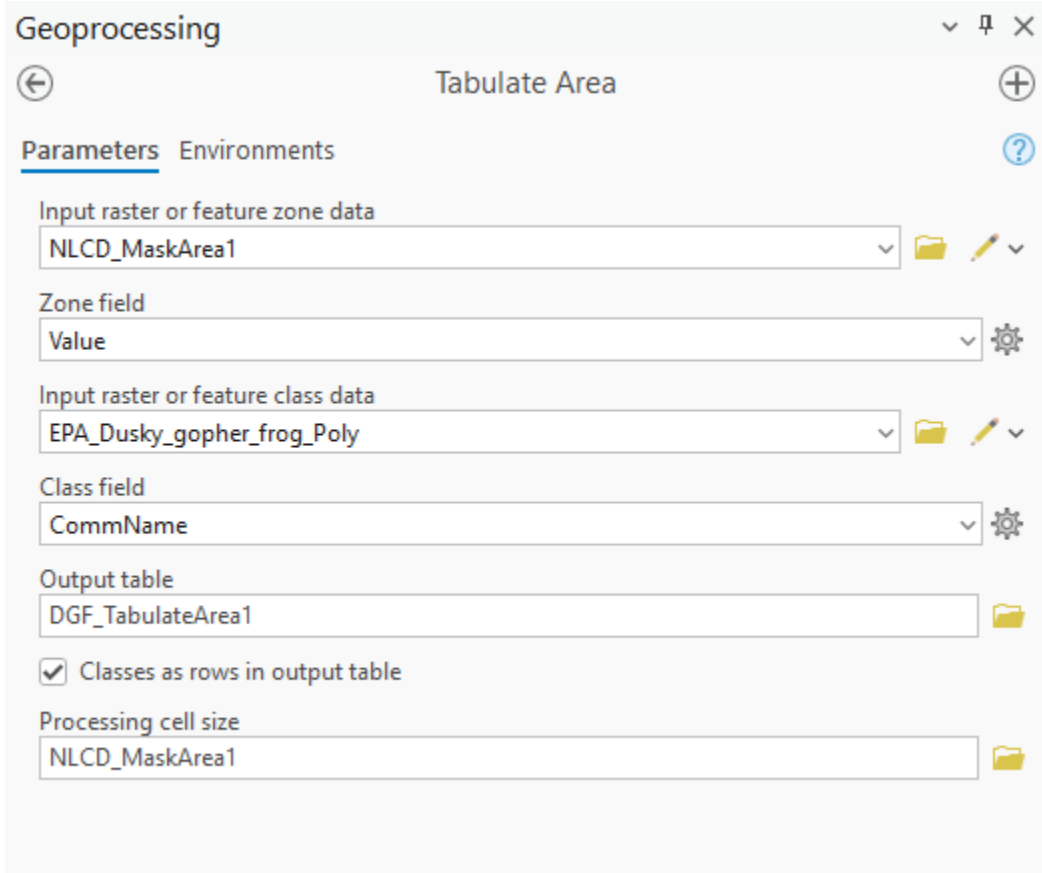 Geoprocessing
Tabulate Area
Parameters Environments
Input raster or feature zone data
NLCD_MaskArea1
Zone field
Value
Input raster or feature class data
EPA_Dusky_gopher_frog_Poly
Class field
CommName
Output table
DGF_TabulateArea1
Classes as rows in output table
Processing cell size
NLCD_MaskArea1